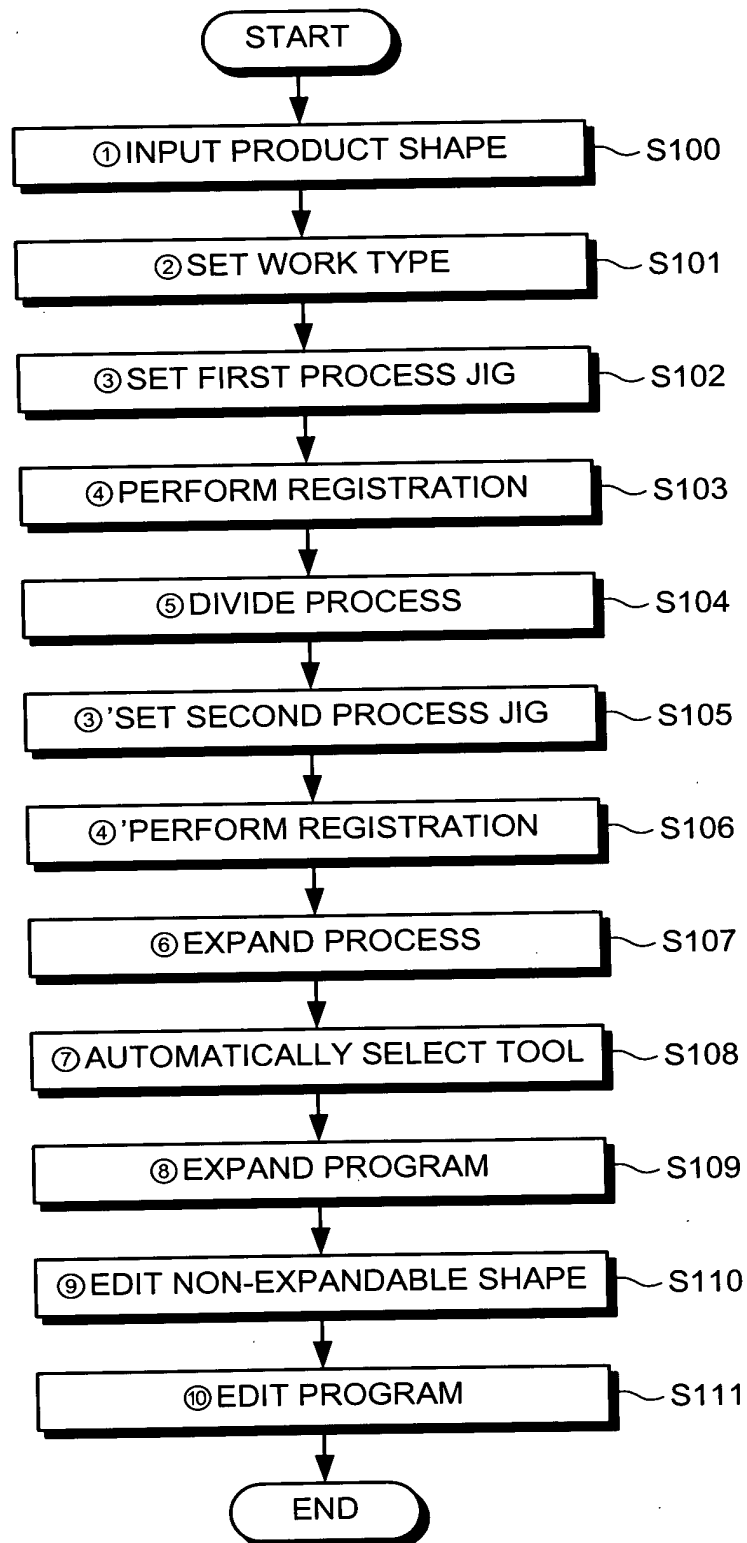 START
①INPUT PRODUCT SHAPE S100
②SET WORK TYPE S101
③SET FIRST PROCESS JIG S102
④PERFORM REGISTRATION S103
⑤DIVIDE PROCESS S104
③'SET SECOND PROCESS JIG S105
④'PERFORM REGISTRATION S106
⑥EXPAND PROCESS S107
⑦AUTOMATICALLY SELECT TOOL S108
⑧EXPAND PROGRAM S109
⑨EDIT NON-EXPANDABLE SHAPE S110
⑩EDIT PROGRAM S111
END